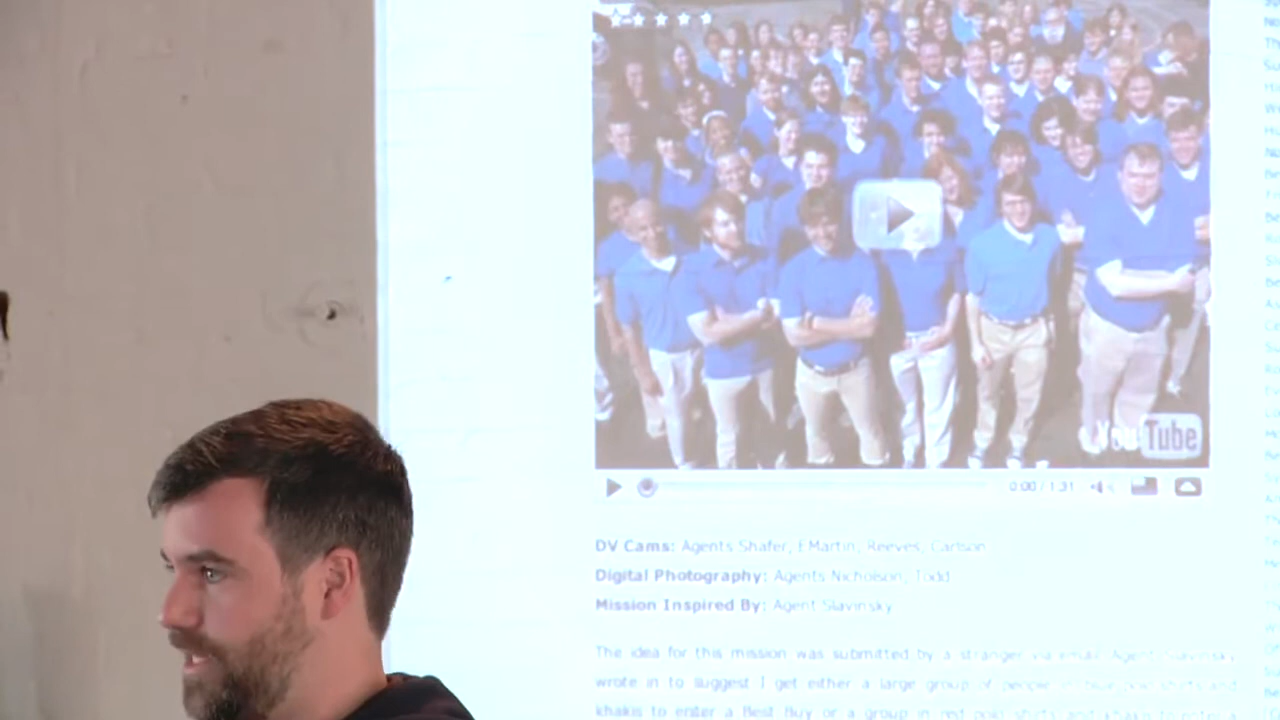 YouTube
0:00 / 1:31
DV Cams: Agents Shafer, EMartin, Reeves, Carlson
Digital Photography: Agents Nicholson, Todd
Mission Inspired By: Agent Slavinsky
The idea for this mission was submitted by a stranger via email. Agent Slavinsky
wrote in to suggest I get either a large group of people in blue polo shirts and
khakis to enter a Best Buy or a group in red polo shirts and khakis to enter a